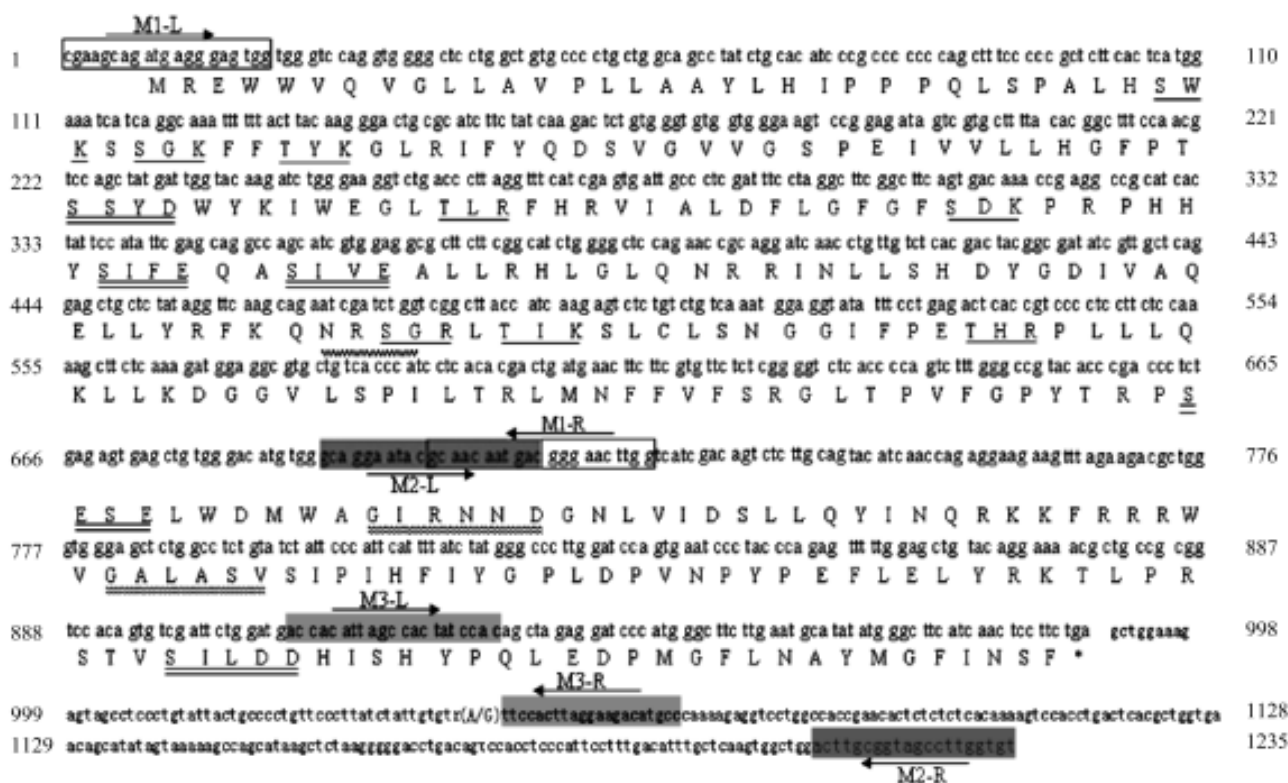 M1-L
1 cgaagcag atgagg gag tgg tgg gtc cag gtg ggg ctc ctg gct gtg ccc ctg ctg gca gcc tat ctg cac atc ccg ccc ccc cag ctt tcc ccc gct ctt cac tca tgg 110
M R E W W V Q V G L L A V P L L A A Y L H I P P P Q L S P A L H S W
111 aaa tca tca ggc aaa ttt ttt act tac aag gga ctg cgc atc ttc tat caa gac tct gtg ggt gtg gtg gga agt ccg gag ata gtc gtg ctt tta cac ggc ttt cca acg 221
K S S G K F F T Y K G L R I F Y Q D S V G V V G S P E I V V L L H G F P T
222 tcc agc tat gat tgg tac aag atc tgg gaa ggt ctg acc ctt agg ttt cat cga gtg att gcc ctc gat ttc cta ggc ttc ggc ttc agt gac aaa ccg agg ccg cat cac 332
S S Y D W Y K I W E G L T L R F H R V I A L D F L G F G F S D K P R P H H
333 tat tcc ata ttc gag cag gcc agc atc gtg gag gcg ctt ctt cgg cat ctg ggg ctc cag aac cgc agg atc aac ctg ttg tct cac gac tac ggc gat atc gtt gct cag 443
Y S I F E Q A S I V E A L L R H L G L Q N R R I N L L S H D Y G D I V A Q
444 gag ctg ctc tat agg ttc aag cag aat cga tct ggt cgg ctt acc atc aag agt ctc tgt ctg tca aat gga ggt ata ttt cct gag act cac cgt ccc ctc ctt ctc caa 554
E L L Y R F K Q N R S G R L T I K S L C L S N G G I F P E T H R P L L L Q
555 aag ctt ctc aaa gat gga ggc gtg ctg tca ccc atc ctc aca cga ctg atg aac ttc ttc gtg ttc tct cgg ggt ctc acc cca gtc ttt ggg ccg tac acc cga ccc tct 665
K L L K D G G V L S P I L T R L M N F F V F S R G L T P V F G P Y T R P S
M1-R
666 gag agt gag ctg tgg gac atg tgg gca gga ata cgc aac aat gac ggg aac ttg gtc atc gac agt ctc ttg cag tac atc aac cag agg aag aag ttt aga aga cgc tgg 776
M2-L
E S E L W D M W A G I R N N D G N L V I D S L L Q Y I N Q R K K F R R R W
777 gtg gga gct ctg gcc tct gta tct att ccc att cat ttt atc tat ggg ccc ttg gat cca gtg aat ccc tac cca gag ttt ttg gag ctg tac agg aaa acg ctg ccg cgg 887
V G A L A S V S I P I H F I Y G P L D P V N P Y P E F L E L Y R K T L P R
M3-L
888 tcc aca gtg tcg att ctg gat gac cac att agc cac tat cca cag cta gag gat ccc atg ggc ttc ttg aat gca tat atg ggc ttc atc aac tcc ttc tga gctggaaag 998
S T V S I L D D H I S H Y P Q L E D P M G F L N A Y M G F I N S F *
M3-R
999 agtagcctccctgtattactgcccctgttcccttatctattgtgtr(A/G)ttccacttaggaagacatgcccaaaagaggtcctggccaccgaacactctctctcacaaaagtccacctgactcacgctggtga 1128
1129 acagcatatagtaaaaagccagcataagctctaagggggacctgacagtccacctcccattcctttgacatttgctcaagtggctggacttgcggtagccttggtgt 1235
M2-R